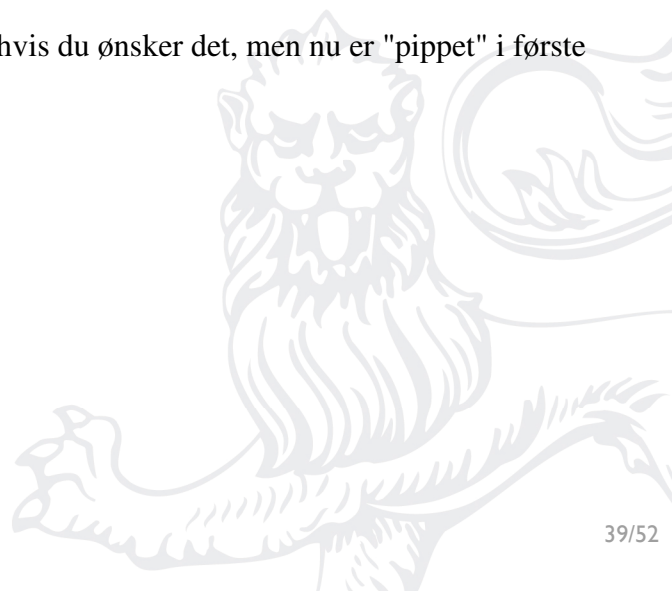 hvis du ønsker det, men nu er "pippet" i første
39/52